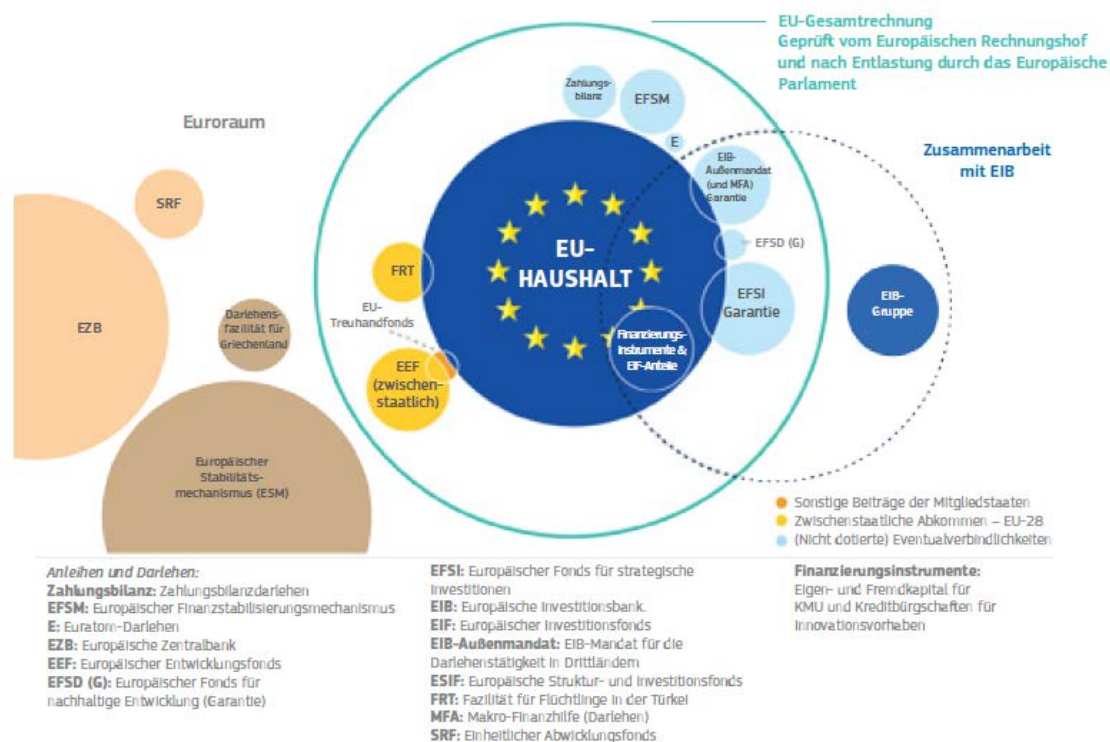 EU-Gesamtrechnung
Geprüft vom Europäischen Rechnungshof
und nach Entlastung durch das Europäische
Parlament
Euroraum
Zusammenarbeit
mit EIB
Zahlungs-
bilanz
EFSM
E
EIB-
Außenmandat
(und MFA)
Garantie
EFSD (G)
EFSI
Garantie
EIB-
Gruppe
SRF
EZB
EU-
HAUSHALT
FRT
EU-
Treuhandfonds
Darlehens-
fazilität für
Griechenland
EEF
(zwischen-
staatlich)
Finanzierungs-
instrumente &
EIF-Anteile
Europäischer
Stabilitäts-
mechanismus (ESM)
Sonstige Beiträge der Mitgliedstaaten
Zwischenstaatliche Abkommen – EU-28
(Nicht dotierte) Eventualverbindlichkeiten
Anleihen und Darlehen:
Zahlungsbilanz: Zahlungsbilanzdarlehen
EFSM: Europäischer Finanzstabilisierungsmechanismus
E: Euratom-Darlehen
EZB: Europäische Zentralbank
EEF: Europäischer Entwicklungsfonds
EFSD (G): Europäischer Fonds für
nachhaltige Entwicklung (Garantie)
EFSI: Europäischer Fonds für strategische
Investitionen
EIB: Europäische Investitionsbank.
EIF: Europäischer Investitionsfonds
EIB-Außenmandat: EIB-Mandat für die
Darlehenstätigkeit in Drittländern
ESIF: Europäische Struktur- und Investitionsfonds
FRT: Fazilität für Flüchtlinge in der Türkei
MFA: Makro-Finanzhilfe (Darlehen)
SRF: Einheitlicher Abwicklungsfonds
Finanzierungsinstrumente:
Eigen- und Fremdkapital für
KMU und Kreditbürgschaften für
Innovationsvorhaben